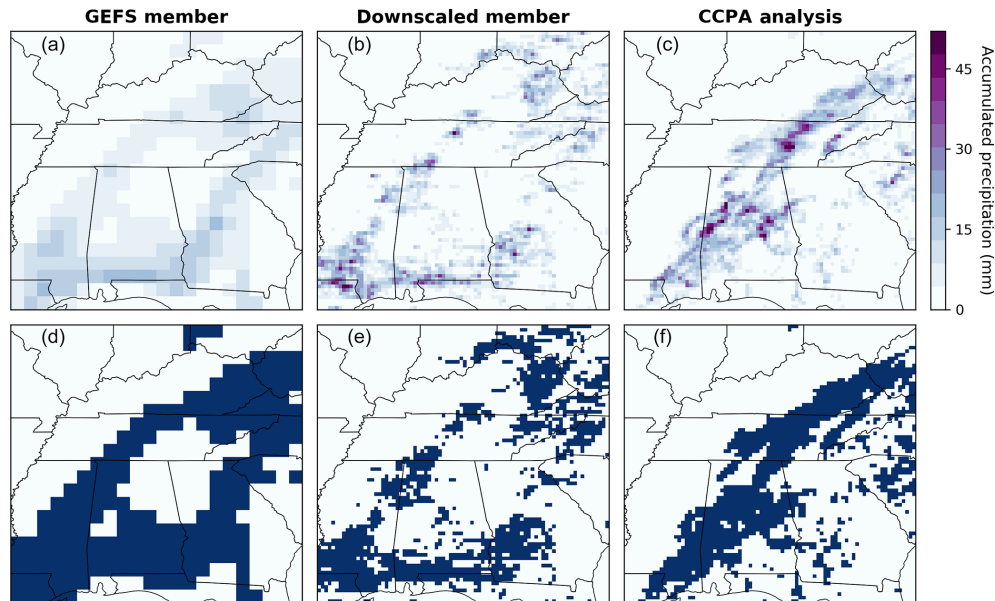 GEFS member
Downscaled member
CCPA analysis
(a)
(b)
(c)
45
30
15
0
Accumulated precipitation (mm)
(d)
(e)
(f)